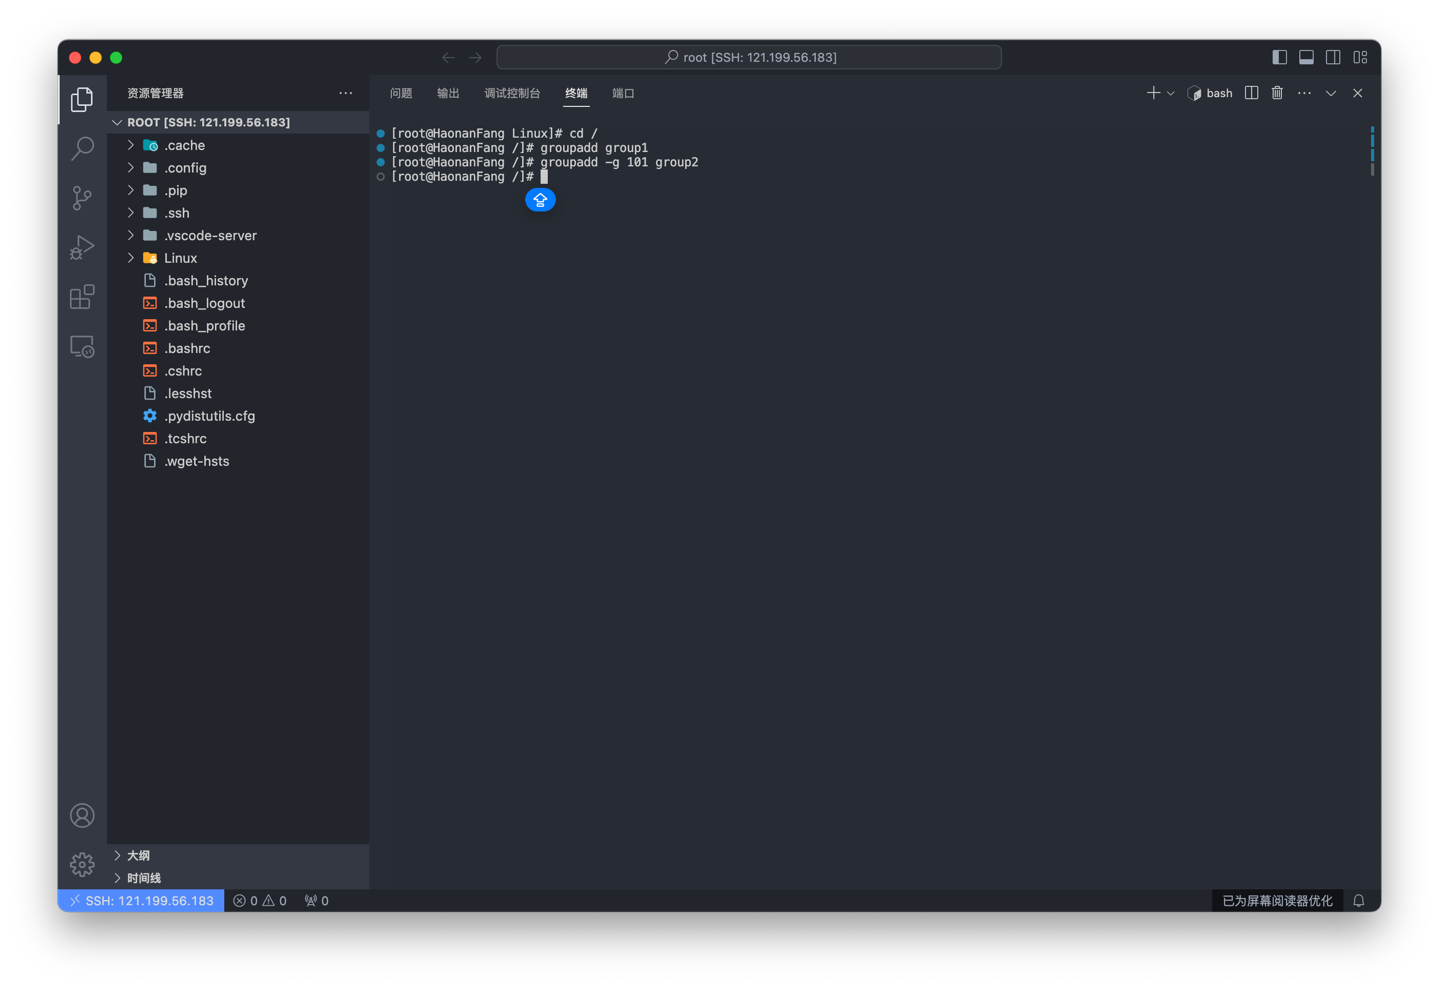 root [SSH: 121.199.56.183]
资源管理器
ROOT [SSH: 121.199.56.183]
.cache
.config
.pip
.ssh
.vscode-server
Linux
.bash_history
.bash_logout
.bash_profile
.bashrc
.cshrc
.lesshst
.pydistutils.cfg
.tcshrc
.wget-hsts
大纲
时间线
问题 输出 调试控制台 终端 端口
bash
[root@HaonanFang Linux]# cd /
[root@HaonanFang /]# groupadd group1
[root@HaonanFang /]# groupadd -g 101 group2
[root@HaonanFang /]#
SSH: 121.199.56.183 0 0 0
已为屏幕阅读器优化